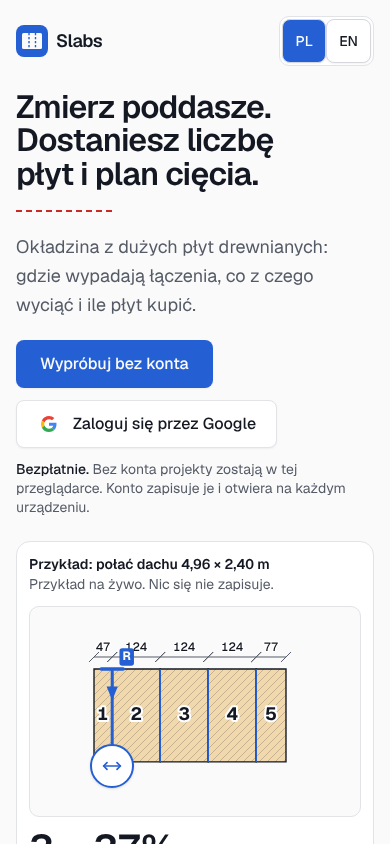 Slabs
PL EN
Zmierz poddasze.
Dostaniesz liczbę
płyt i plan cięcia.
Okładzina z dużych płyt drewnianych:
gdzie wypadają łączenia, co z czego
wyciąć i ile płyt kupić.
Wypróbuj bez konta
Zaloguj się przez Google
Bezpłatnie. Bez konta projekty zostają w tej
przeglądarce. Konto zapisuje je i otwiera na każdym
urządzeniu.
Przykład: połać dachu 4,96 × 2,40 m
Przykład na żywo. Nic się nie zapisuje.
47 124 124 124 77
R
1 2 3 4 5